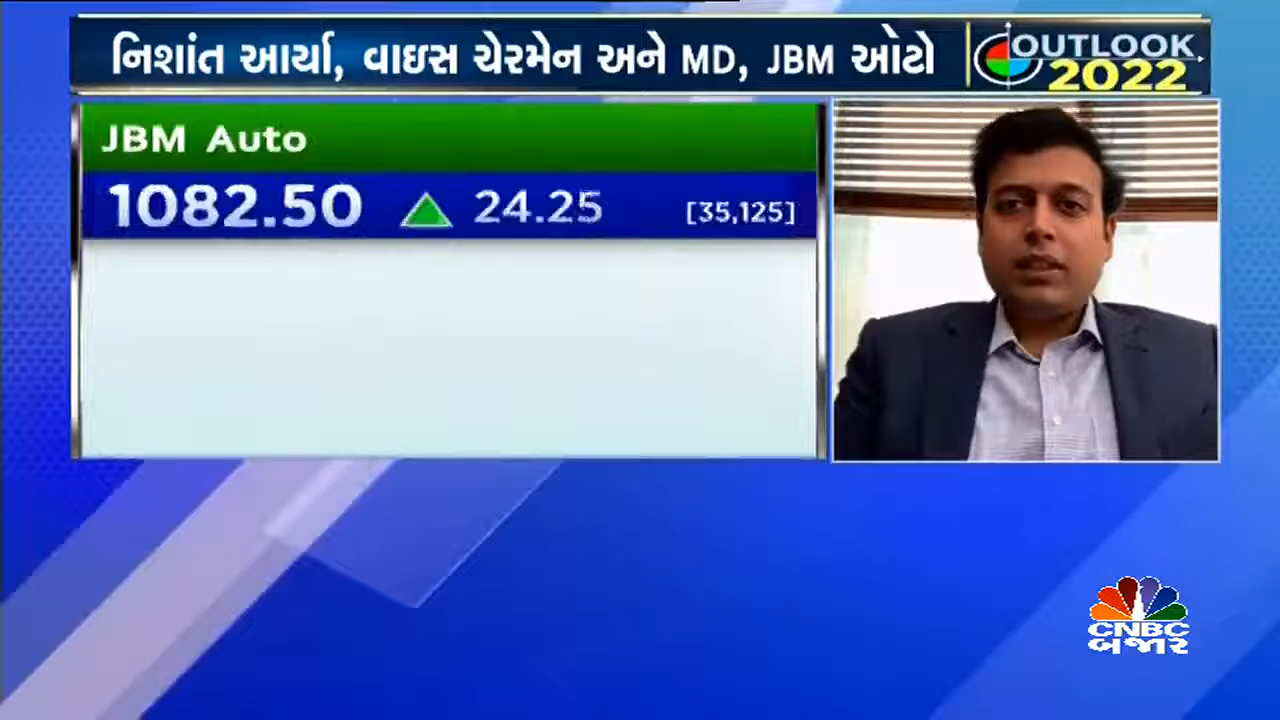 નિશાંત આર્યા, વાઇસ ચેરમેન અને MD, JBM ઓટો
OUTLOOK
2022
JBM Auto
1082.50 ▲ 24.25 [35,125]
CNBC
બજાર